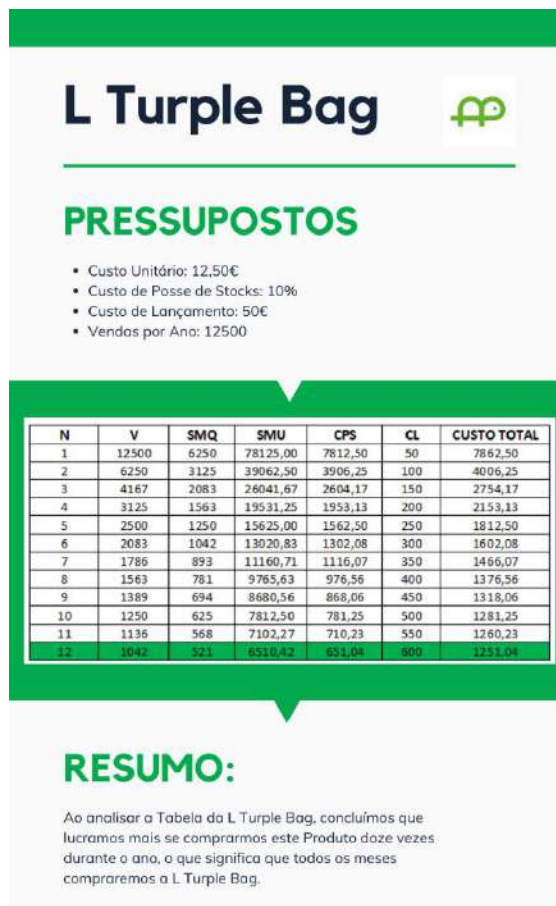 L Turple Bag
PRESSUPOSTOS
• Custo Unitário: 12,50€
• Custo de Posse de Stocks: 10%
• Custo de Lançamento: 50€
• Vendas por Ano: 12500
N V SMQ SMU CPS CL CUSTO TOTAL
1 12500 6250 78125,00 7812,50 50 7862,50
2 6250 3125 39062,50 3906,25 100 4006,25
3 4167 2083 26041,67 2604,17 150 2754,17
4 3125 1563 19531,25 1953,13 200 2153,13
5 2500 1250 15625,00 1562,50 250 1812,50
6 2083 1042 13020,83 1302,08 300 1602,08
7 1786 893 11160,71 1116,07 350 1466,07
8 1563 781 9765,63 976,56 400 1376,56
9 1389 694 8680,56 868,06 450 1318,06
10 1250 625 7812,50 781,25 500 1281,25
11 1136 568 7102,27 710,23 550 1260,23
12 1042 521 6510,42 651,04 600 1251,04
RESUMO:
Ao analisar a Tabela da L Turple Bag, concluímos que
lucramos mais se comprarmos este Produto doze vezes
durante o ano, o que significa que todos os meses
compraremos a L Turple Bag.